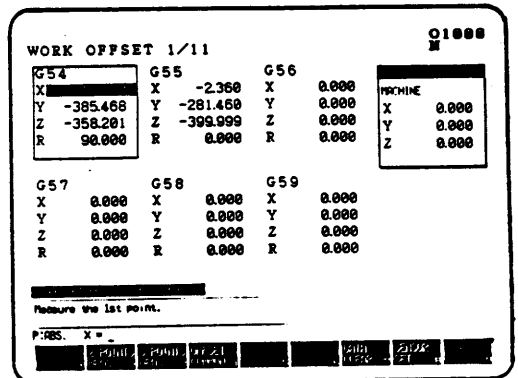 O1000
N
WORK OFFSET 1/11
G54
X
Y -385.468
Z -358.201
R 90.000
G55
X -2.360
Y -281.460
Z -399.999
R 0.000
G56
X 0.000
Y 0.000
Z 0.000
R 0.000
MACHINE
X 0.000
Y 0.000
Z 0.000
G57
X 0.000
Y 0.000
Z 0.000
R 0.000
G58
X 0.000
Y 0.000
Z 0.000
R 0.000
G59
X 0.000
Y 0.000
Z 0.000
R 0.000
Measure the 1st point.
P:ABS. X = _